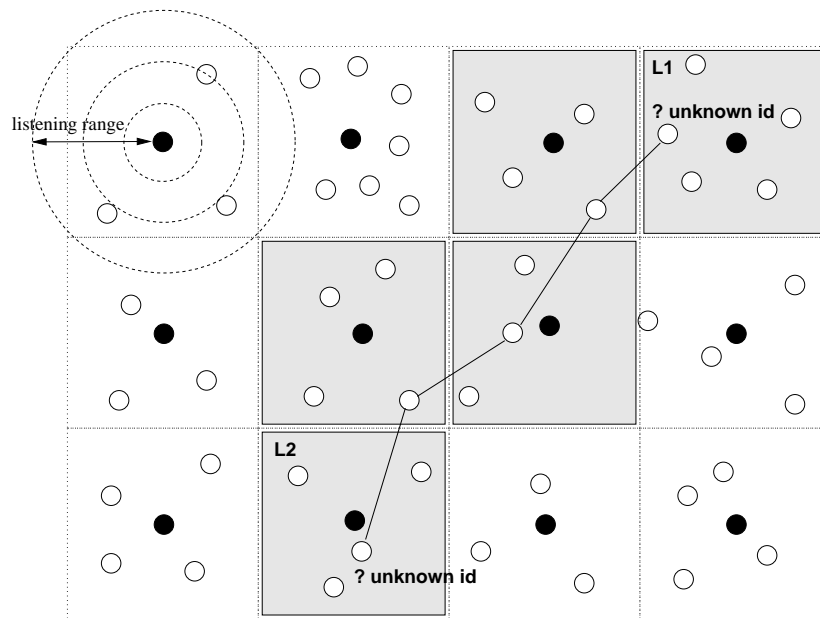 L1
? unknown id
listening range
L2
? unknown id